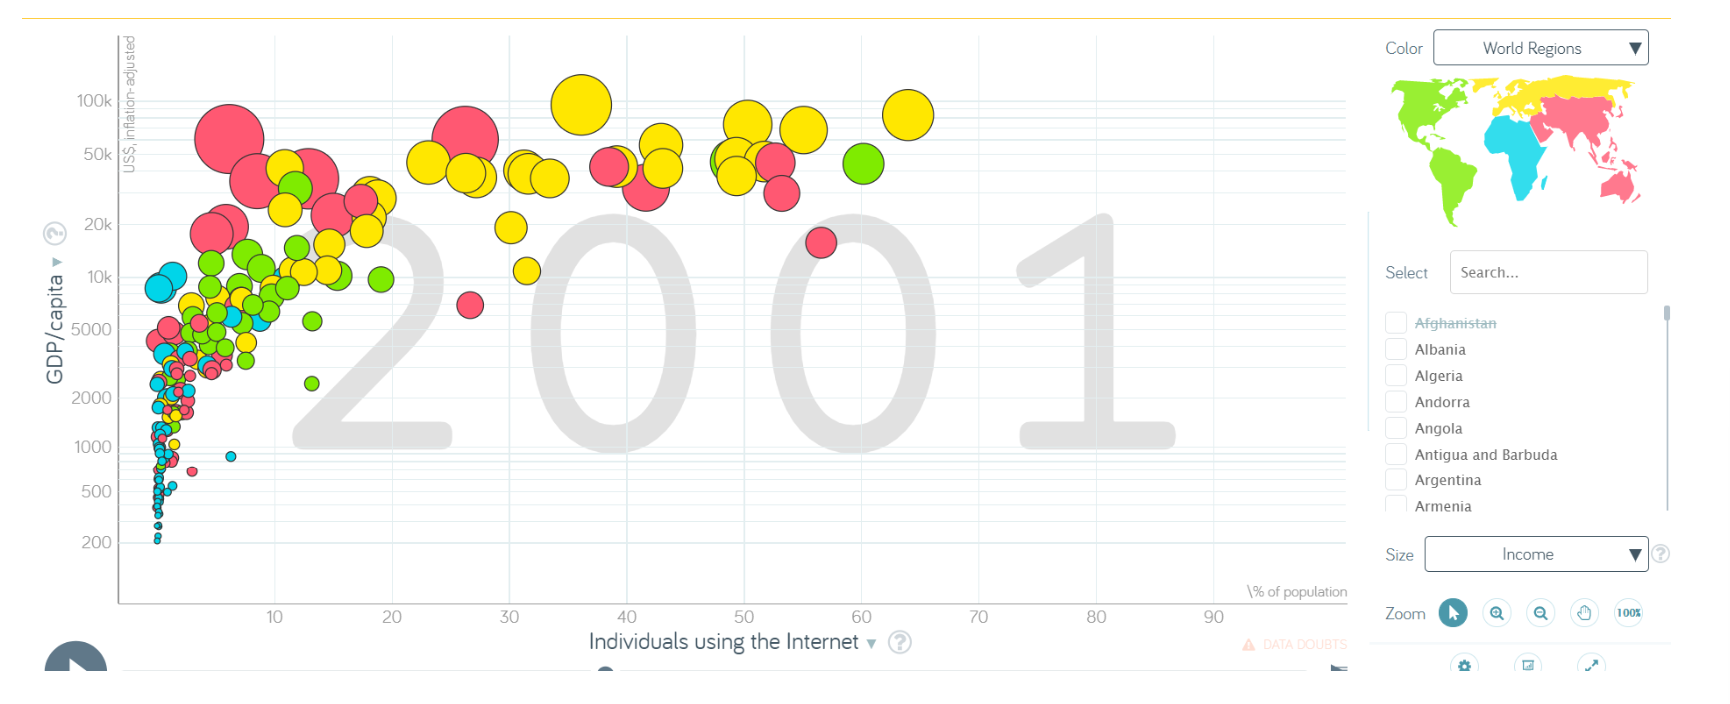 US$, inflation-adjusted
100k
50k
20k
10k
5000
2000
1000
500
200
GDP/capita ▼
?
2001
\% of population
10 20 30 40 50 60 70 80 90
Individuals using the Internet ▼ ?
DATA DOUBTS
Color World Regions ▼
Select Search...
Afghanistan
Albania
Algeria
Andorra
Angola
Antigua and Barbuda
Argentina
Armenia
Size Income ▼ ?
Zoom 100%